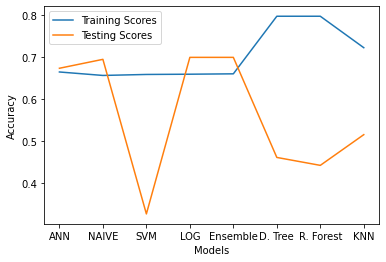 Training Scores
Testing Scores
Accuracy
0.8
0.7
0.6
0.5
0.4
ANN NAIVE SVM LOG Ensemble D. Tree R. Forest KNN
Models